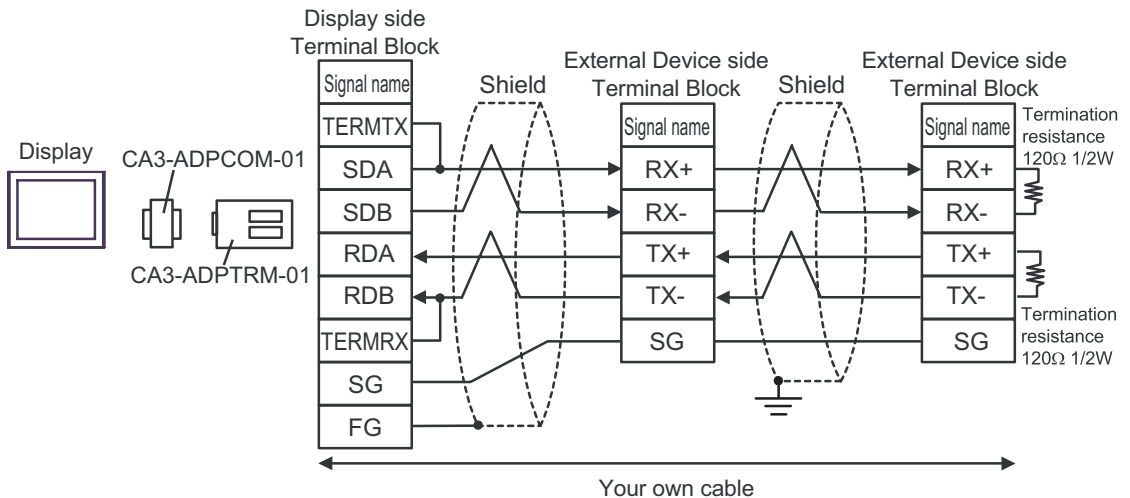 Display side
Terminal Block
External Device side
Terminal Block
External Device side
Terminal Block
Signal name
Shield
Shield
TERMTX
SDA
SDB
RDA
RDB
TERMRX
SG
FG
Signal name
RX+
RX-
TX+
TX-
SG
Signal name
RX+
RX-
TX+
TX-
SG
Termination
resistance
120Ω 1/2W
Termination
resistance
120Ω 1/2W
Display
CA3-ADPCOM-01
CA3-ADPTRM-01
Your own cable